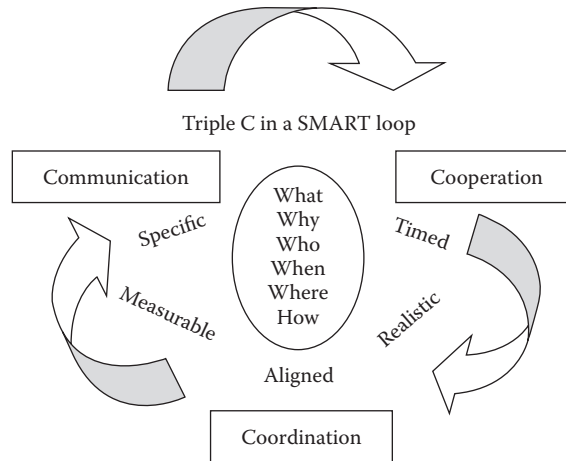 Triple C in a SMART loop
Communication
Cooperation
What
Why
Who
When
Where
How
Specific
Timed
Measurable
Realistic
Aligned
Coordination